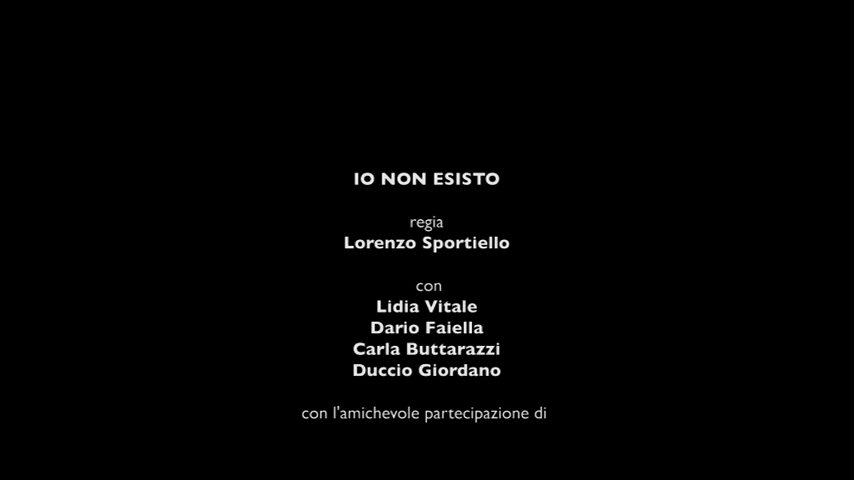 IO NON ESISTO
regia
Lorenzo Sportiello
con
Lidia Vitale
Dario Faiella
Carla Buttarazzi
Duccio Giordano
con l'amichevole partecipazione di